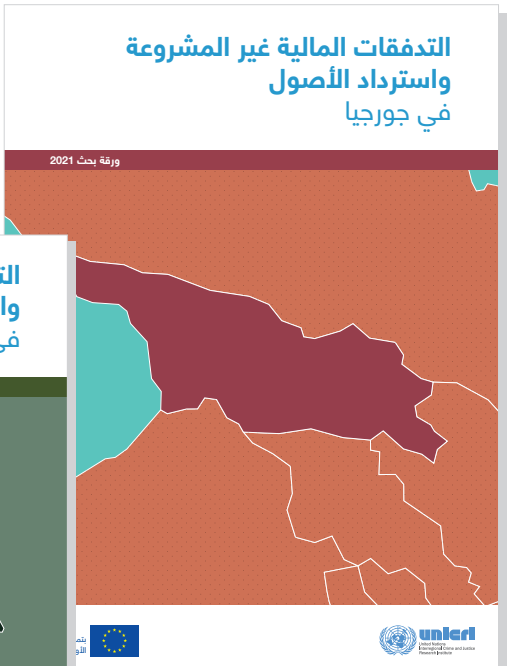 التدفقات المالية غير المشروعة
واسترداد الأصول
في جورجيا
ورقة بحث 2021
unicri
United Nations
Interregional Crime and Justice
Research Institute